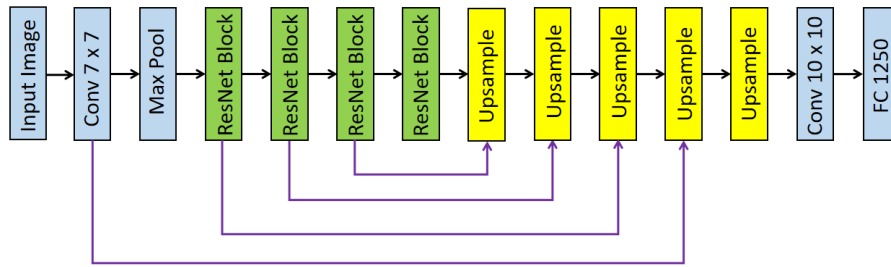 Input Image
Conv 7 x 7
Max Pool
ResNet Block
ResNet Block
ResNet Block
ResNet Block
Upsample
Upsample
Upsample
Upsample
Upsample
Conv 10 x 10
FC 1250